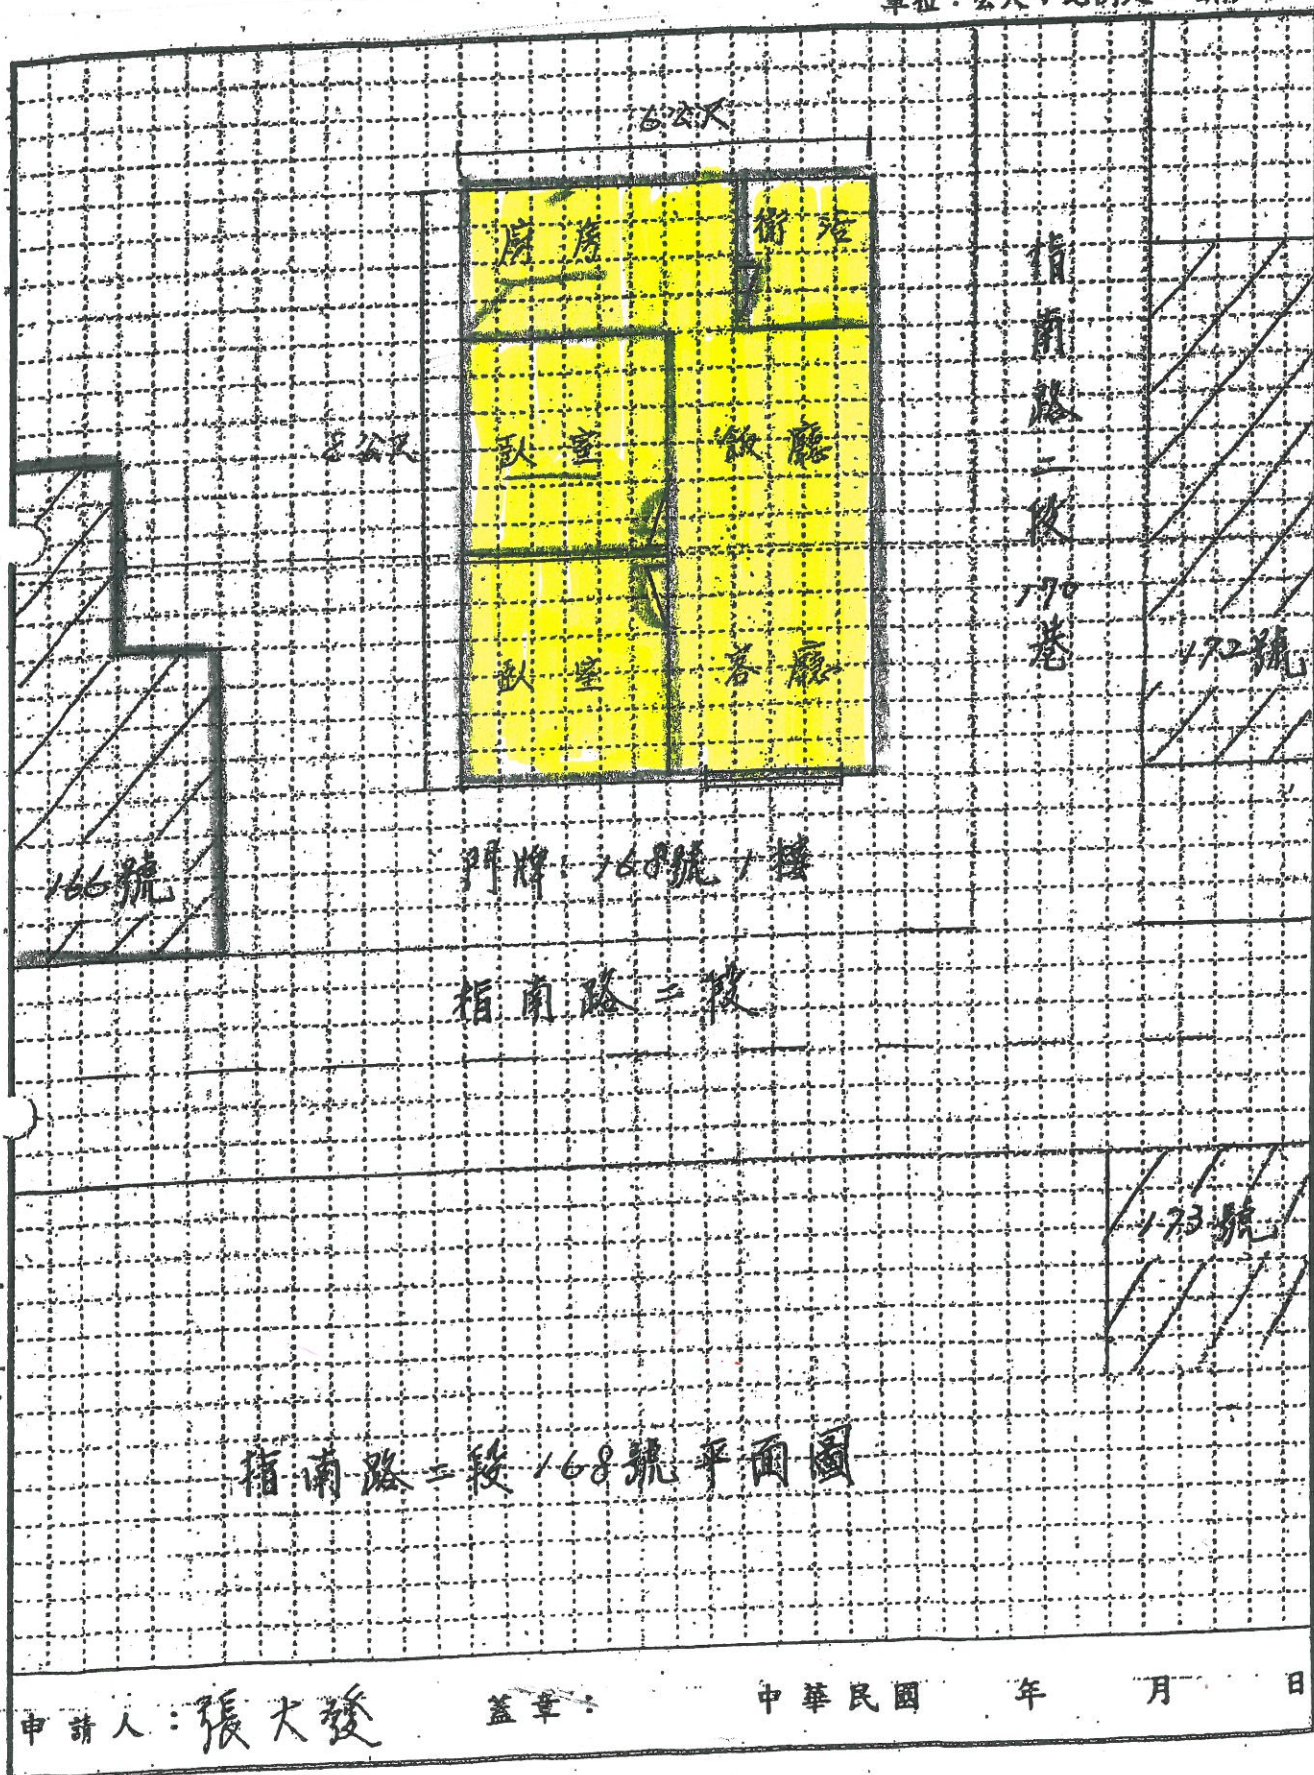 單位：公尺
6公尺
廚房
衛浴
公尺
臥室
飯廳
臥室
客廳
指南路二段170巷
172號
166號
門牌：168號1樓
指南路二段
173號
指南路二段168號平面圖
申請人：張大發 蓋章： 中華民國 年 月 日